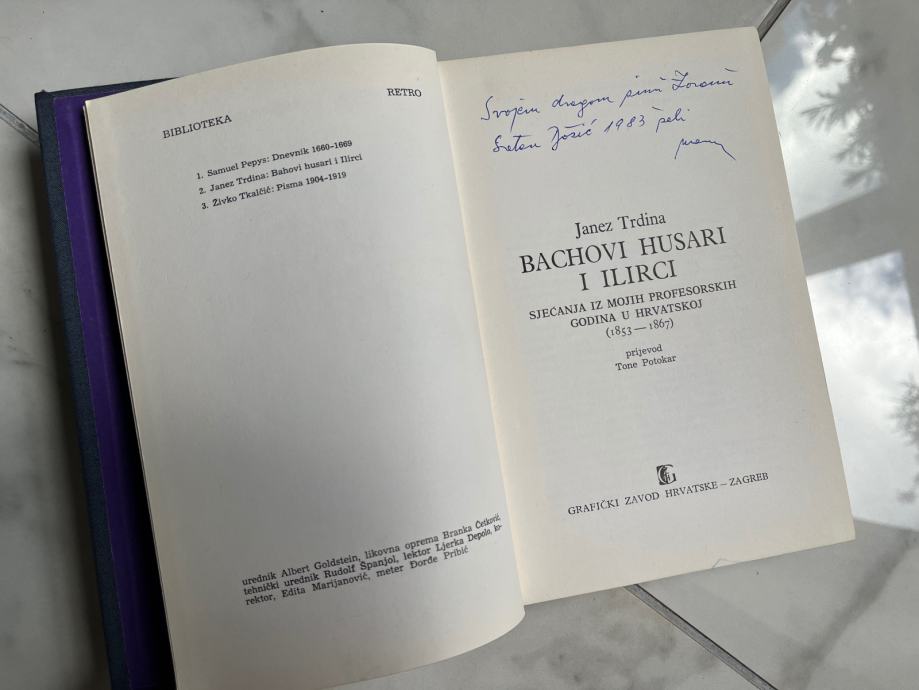 BIBLIOTEKA RETRO
1. Samuel Pepys: Dnevnik 1660–1669
2. Janez Trdina: Bahovi husari i Ilirci
3. Živko Tkalčić: Pisma 1904–1919
urednik Albert Goldstein, likovna oprema Branka Četković,
tehnički urednik Rudolf Španjol, lektor Ljerka Depolo, ko-
rektor, Edita Marijanović, meter Đorđe Pribić
Svojem dragom sinu Zoranu
Sretan Božić 1983 želi
Janez Trdina
BACHOVI HUSARI
I ILIRCI
SJEĆANJA IZ MOJIH PROFESORSKIH
GODINA U HRVATSKOJ
(1853—1867)
prijevod
Tone Potokar
GRAFIČKI ZAVOD HRVATSKE – ZAGREB